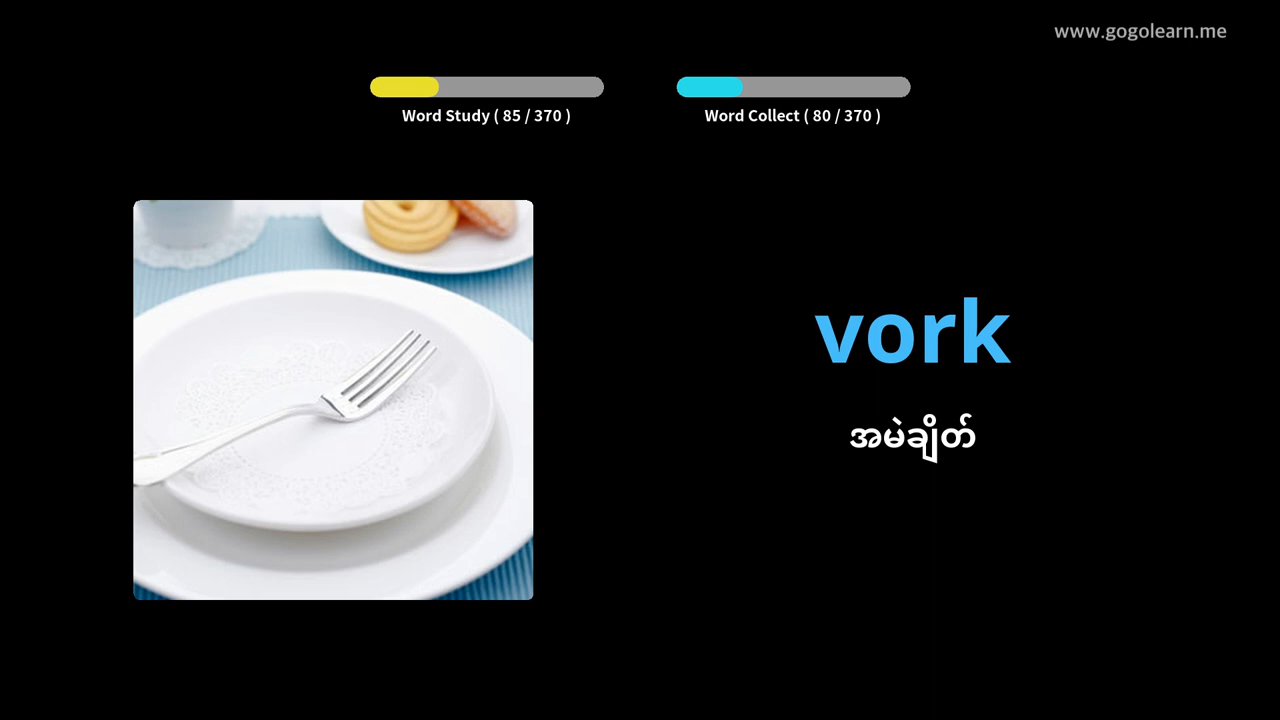 www.gogolearn.me
Word Study ( 85 / 370 )
Word Collect ( 80 / 370 )
vork
အမဲချိတ်